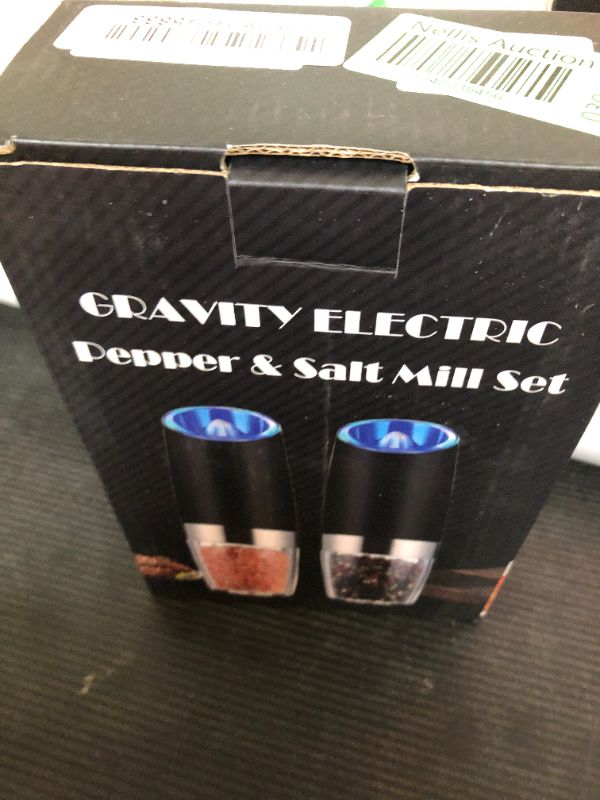 Nellis Auction
GRAVITY ELECTRIC
Pepper & Salt Mill Set